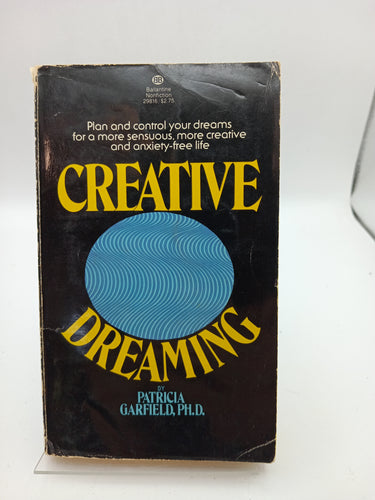 BB
Ballantine
Nonfiction
29816/$2.75
Plan and control your dreams
for a more sensuous, more creative
and anxiety-free life
CREATIVE
DREAMING
BY
PATRICIA
GARFIELD, PH.D.